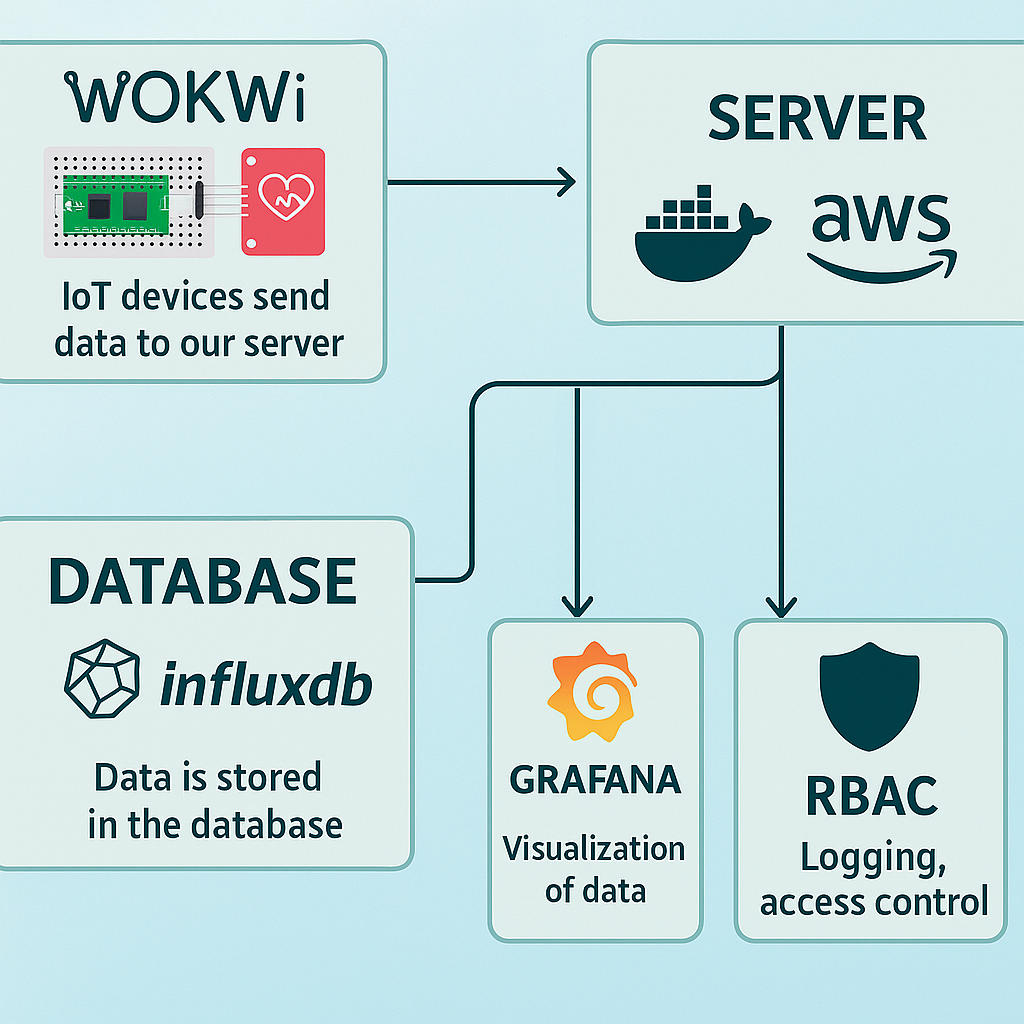 WOKWi
IoT devices send
data to our server
SERVER
aws
DATABASE
influxdb
Data is stored
in the database
GRAFANA
Visualization
of data
RBAC
Logging,
access control